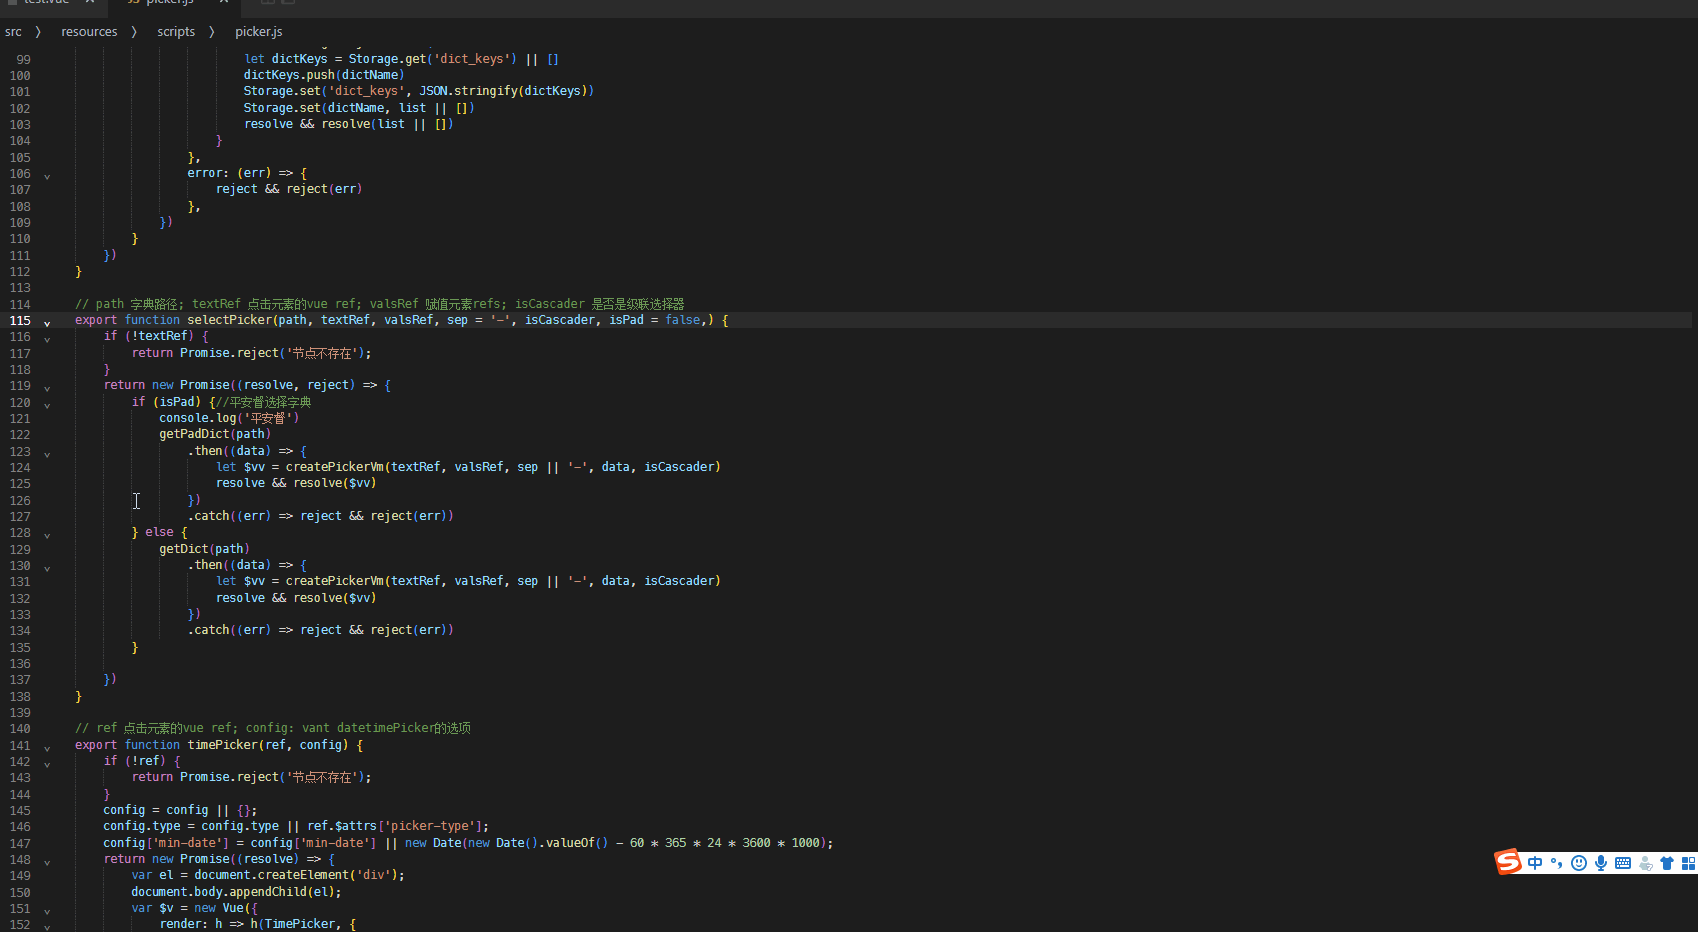 test.vue × JS picker.js ×
src > resources > scripts > picker.js
99 let dictKeys = Storage.get('dict_keys') || []
100 dictKeys.push(dictName)
101 Storage.set('dict_keys', JSON.stringify(dictKeys))
102 Storage.set(dictName, list || [])
103 resolve && resolve(list || [])
104 }
105 },
106 error: (err) => {
107 reject && reject(err)
108 },
109 })
110 }
111 })
112 }
113
114 // path 字典路径; textRef 点击元素的vue ref; valsRef 赋值元素refs; isCascader 是否是级联选择器
115 export function selectPicker(path, textRef, valsRef, sep = '-', isCascader, isPad = false,) {
116 if (!textRef) {
117 return Promise.reject('节点不存在');
118 }
119 return new Promise((resolve, reject) => {
120 if (isPad) {//平安督选择字典
121 console.log('平安督')
122 getPadDict(path)
123 .then((data) => {
124 let $vv = createPickerVm(textRef, valsRef, sep || '-', data, isCascader)
125 resolve && resolve($vv)
126 })
127 .catch((err) => reject && reject(err))
128 } else {
129 getDict(path)
130 .then((data) => {
131 let $vv = createPickerVm(textRef, valsRef, sep || '-', data, isCascader)
132 resolve && resolve($vv)
133 })
134 .catch((err) => reject && reject(err))
135 }
136
137 })
138 }
139
140 // ref 点击元素的vue ref; config: vant datetimePicker的选项
141 export function timePicker(ref, config) {
142 if (!ref) {
143 return Promise.reject('节点不存在');
144 }
145 config = config || {};
146 config.type = config.type || ref.$attrs['picker-type'];
147 config['min-date'] = config['min-date'] || new Date(new Date().valueOf() - 60 * 365 * 24 * 3600 * 1000);
148 return new Promise((resolve) => {
149 var el = document.createElement('div');
150 document.body.appendChild(el);
151 var $v = new Vue({
152 render: h => h(TimePicker, {
S 中 °,